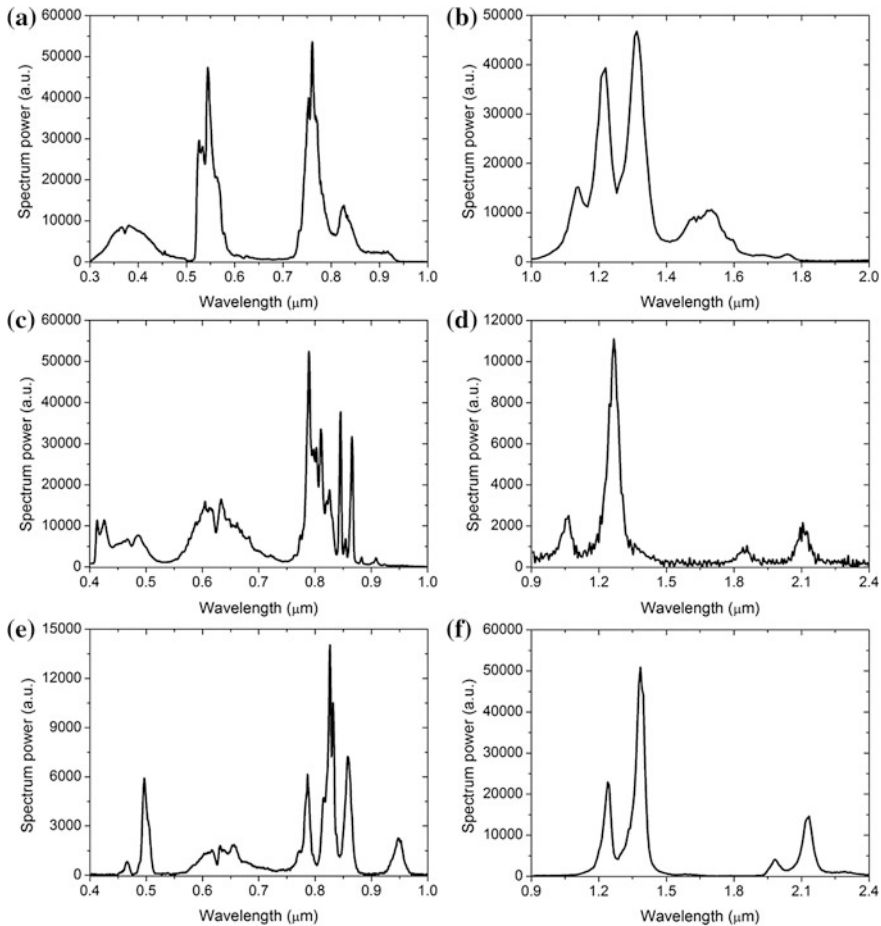 (a)
60000
50000
40000
30000
20000
10000
0
Spectrum power (a.u.)
0.3 0.4 0.5 0.6 0.7 0.8 0.9 1.0
Wavelength (μm)
(b)
50000
40000
30000
20000
10000
0
Spectrum power (a.u.)
1.0 1.2 1.4 1.6 1.8 2.0
Wavelength (μm)
(c)
60000
50000
40000
30000
20000
10000
0
Spectrum power (a.u.)
0.4 0.5 0.6 0.7 0.8 0.9 1.0
Wavelength (μm)
(d)
12000
10000
8000
6000
4000
2000
0
Spectrum power (a.u.)
0.9 1.2 1.5 1.8 2.1 2.4
Wavelength (μm)
(e)
15000
12000
9000
6000
3000
0
Spectrum power (a.u.)
0.4 0.5 0.6 0.7 0.8 0.9 1.0
Wavelength (μm)
(f)
60000
50000
40000
30000
20000
10000
0
Spectrum power (a.u.)
0.9 1.2 1.5 1.8 2.1 2.4
Wavelength (μm)